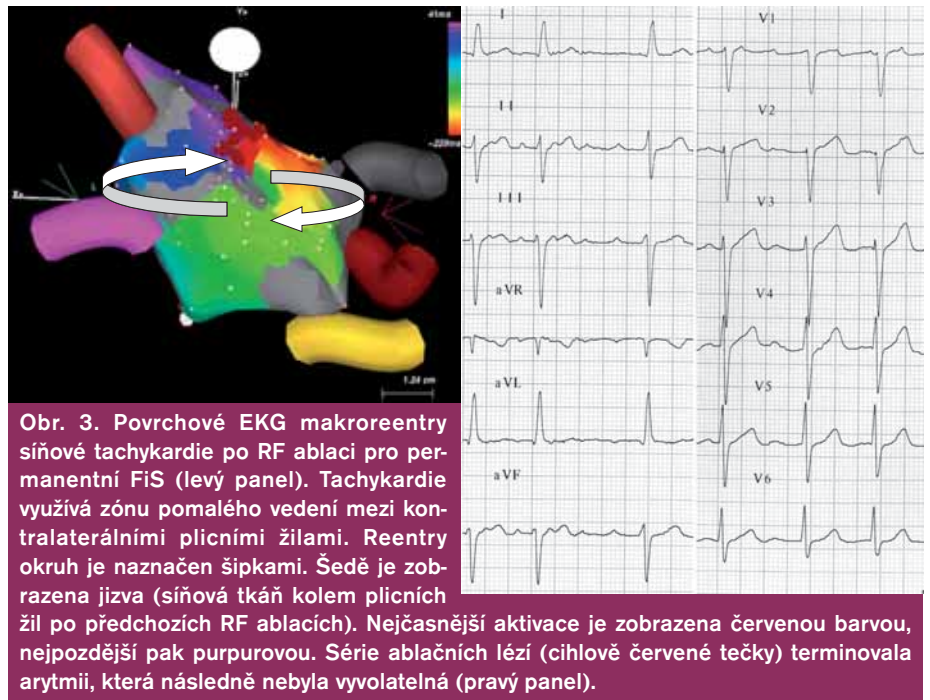 41ms
-229ms
1.24 cm
I
II
III
aVR
aVL
aVF
V1
V2
V3
V4
V5
V6
Obr. 3. Povrchové EKG makroreentry
síňové tachykardie po RF ablaci pro per-
manentní FiS (levý panel). Tachykardie
využívá zónu pomalého vedení mezi kon-
tralaterálními plicními žilami. Reentry
okruh je naznačen šipkami. Šedě je zob-
razena jizva (síňová tkáň kolem plicních
žil po předchozích RF ablacích). Nejčasnější aktivace je zobrazena červenou barvou,
nejpozději pak purpurovou. Série ablačních lézí (cihlově červené tečky) terminovala
arytmii, která následně nebyla vyvolatelná (pravý panel).